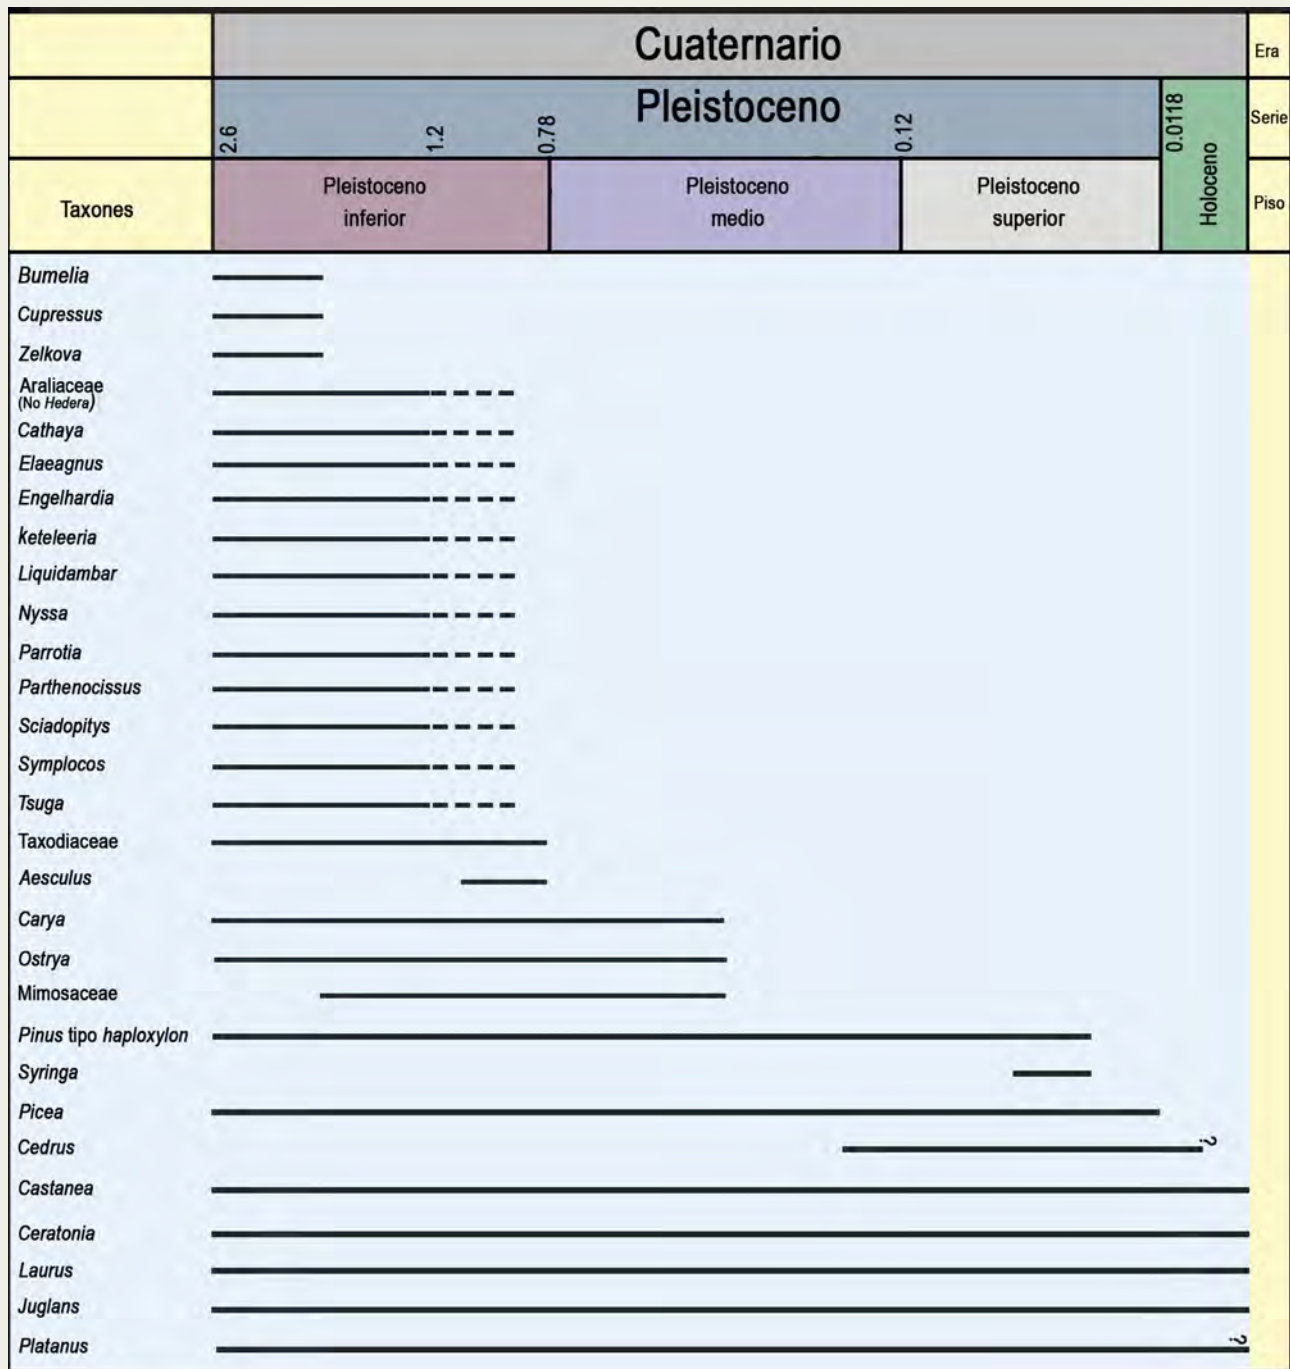 Cuaternario
Era
Pleistoceno
Serie
2.6
1.2
0.78
0.12
0.0118
Holoceno
Taxones
Pleistoceno
inferior
Pleistoceno
medio
Pleistoceno
superior
Piso
Bumelia
Cupressus
Zelkova
Araliaceae
(No Hedera)
Cathaya
Elaeagnus
Engelhardia
keteleeria
Liquidambar
Nyssa
Parrotia
Parthenocissus
Sciadopitys
Symplocos
Tsuga
Taxodiaceae
Aesculus
Carya
Ostrya
Mimosaceae
Pinus tipo haploxylon
Syringa
Picea
Cedrus
?
Castanea
Ceratonia
Laurus
Juglans
Platanus
?